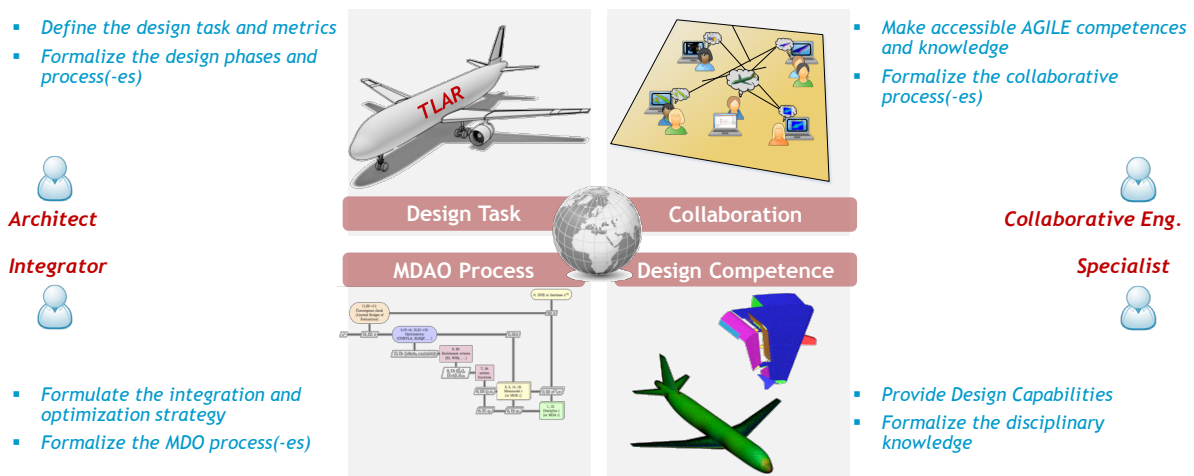 ▪ Define the design task and metrics
▪ Formalize the design phases and
process(-es)
Architect
TLAR
Design Task
Collaboration
▪ Make accessible AGILE competences
and knowledge
▪ Formalize the collaborative
process(-es)
Collaborative Eng.
Integrator
▪ Formulate the integration and
optimization strategy
▪ Formalize the MDO process(-es)
MDAO Process
Design Competence
Specialist
▪ Provide Design Capabilities
▪ Formalize the disciplinary
knowledge